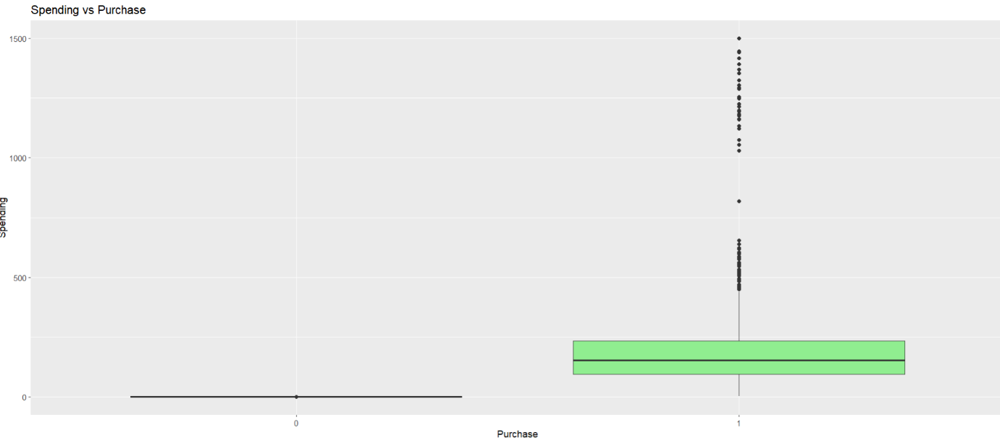 Spending vs Purchase
1500
1000
500
0
Spending
0 1
Purchase